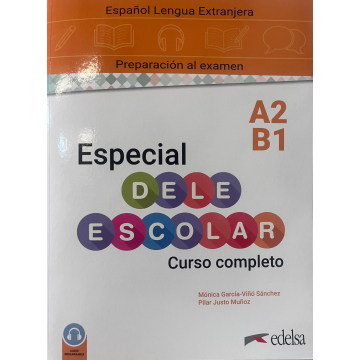 Español Lengua Extranjera
Preparación al examen
A2
B1
Especial
DELE
ESCOLAR
Curso completo
Mónica García-Viñó Sánchez
Pilar Justo Muñoz
edelsa